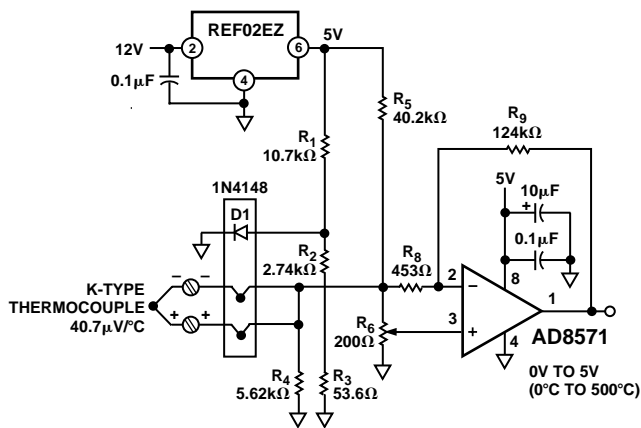 REF02EZ
12V
2
6
5V
0.1µF
4
R5
40.2kΩ
R9
124kΩ
R1
10.7kΩ
1N4148
5V
10µF
+
D1
0.1µF
R2
2.74kΩ
R8
453Ω
K-TYPE
THERMOCOUPLE
40.7µV/°C
− −
+ +
2
−
8
1
3
+
R6
200Ω
4
AD8571
R4
5.62kΩ
R3
53.6Ω
0V TO 5V
(0°C TO 500°C)